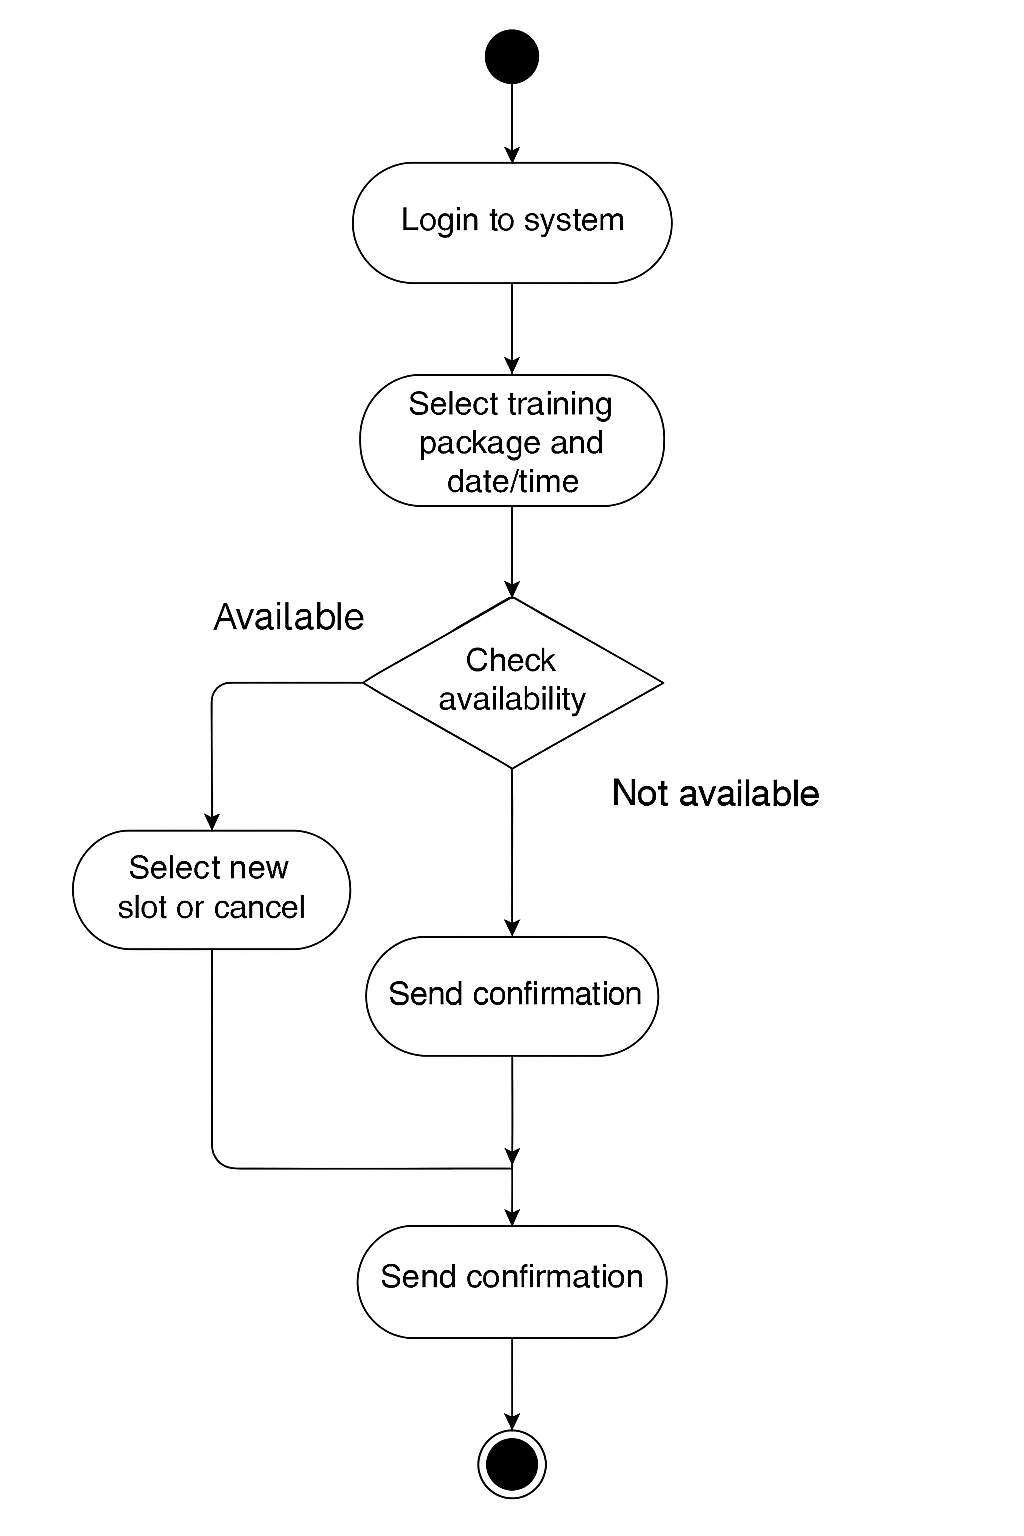 Login to system
Select training
package and
date/time
Available
Check
availability
Not available
Select new
slot or cancel
Send confirmation
Send confirmation